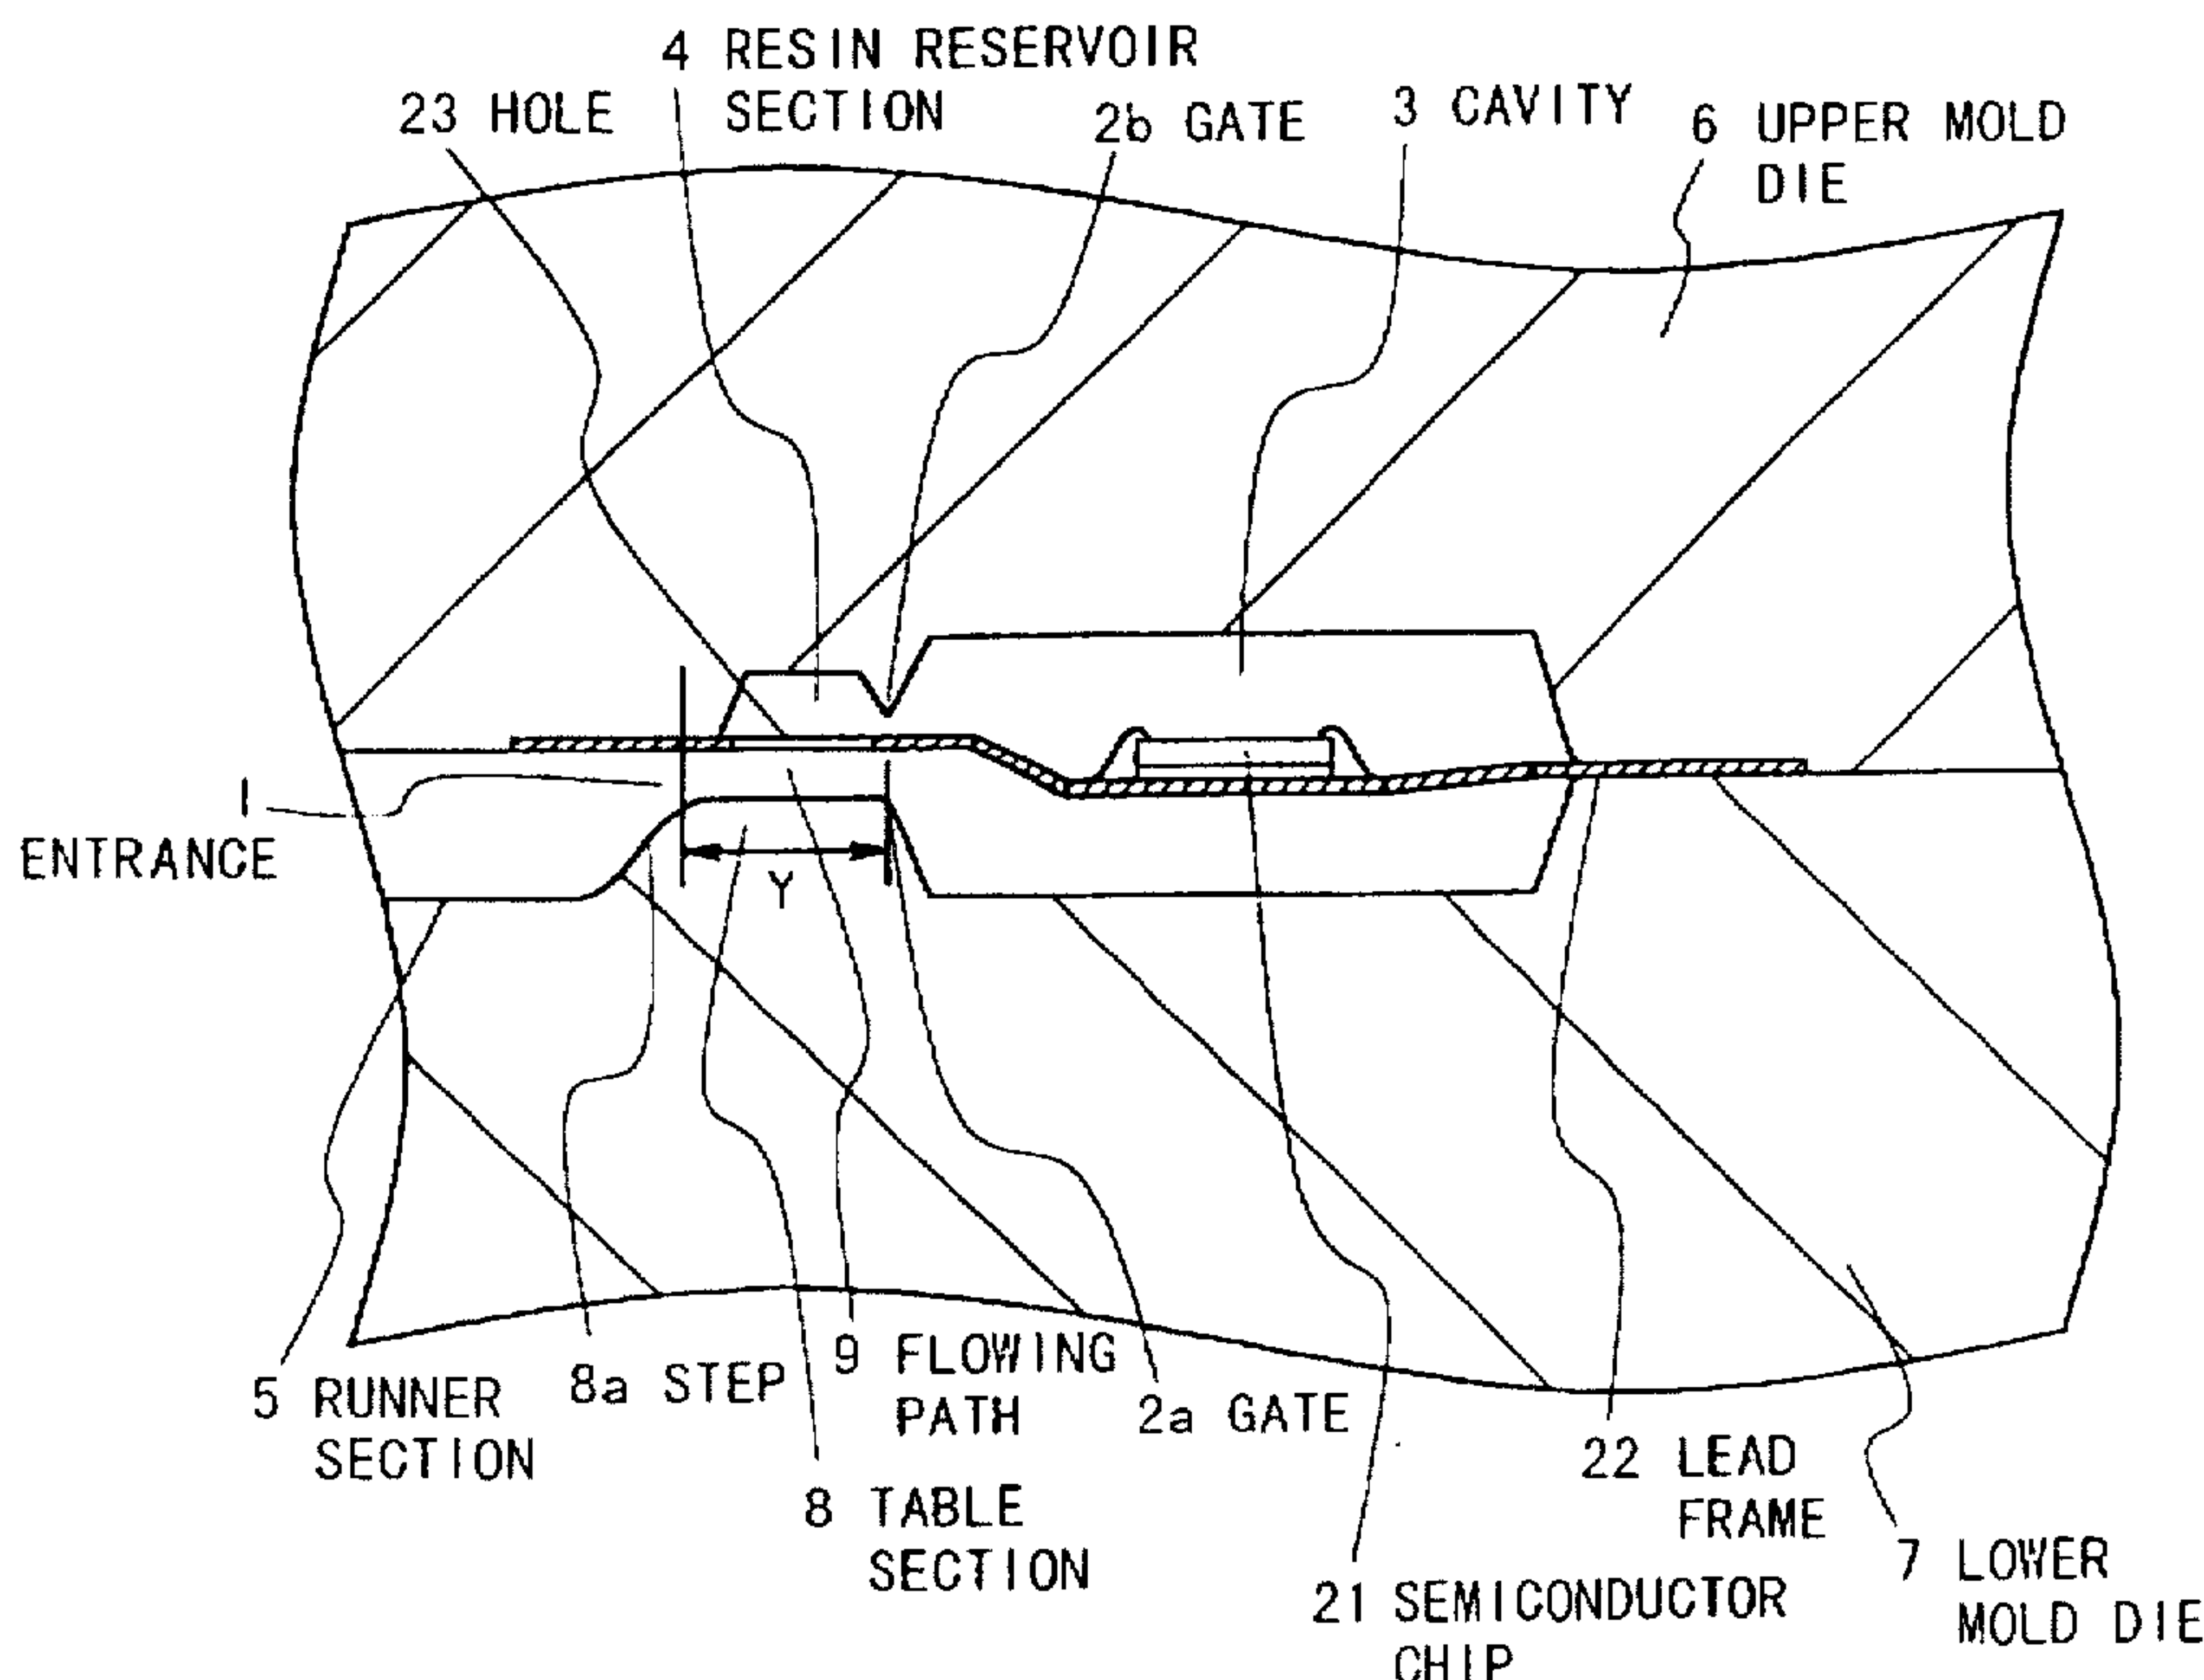 4 RESIN RESERVOIR
SECTION
23 HOLE
2b GATE
3 CAVITY
6 UPPER MOLD
DIE
1
ENTRANCE
Y
5 RUNNER
SECTION
8a STEP
9 FLOWING
PATH
2a GATE
8 TABLE
SECTION
22 LEAD
FRAME
21 SEMICONDUCTOR
CHIP
7 LOWER
MOLD DIE